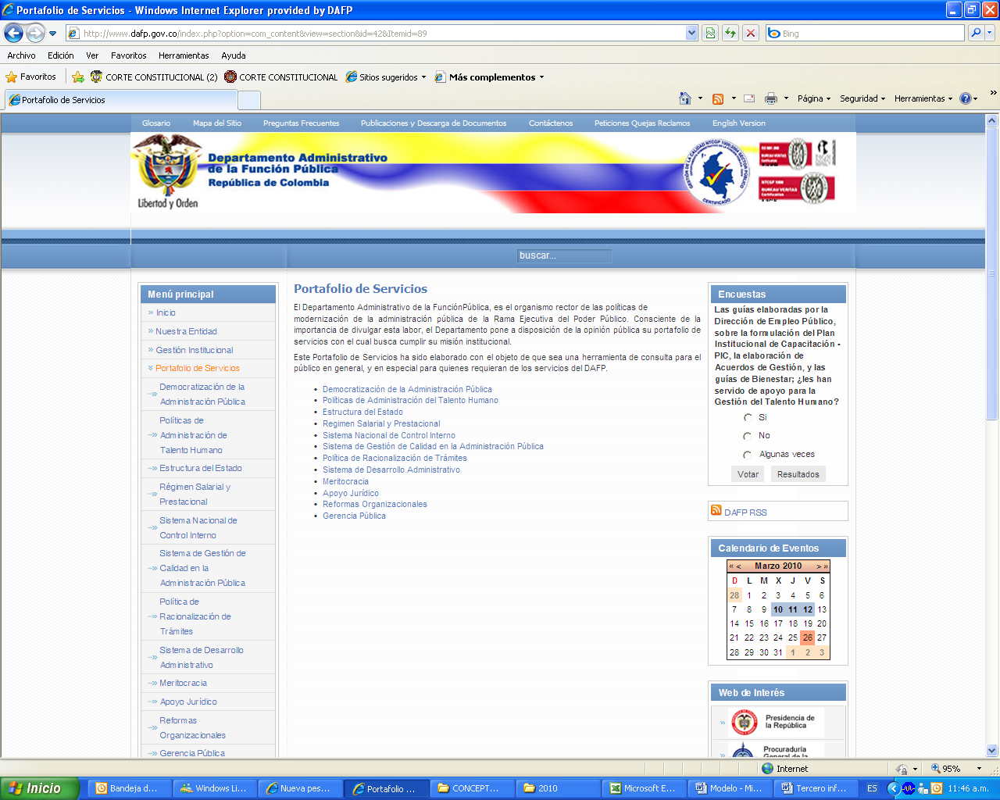 Portafolio de Servicios - Windows Internet Explorer provided by DAFP
http://www.dafp.gov.co/index.php?option=com_content&view=section&id=42&Itemid=89
Bing
Archivo Edición Ver Favoritos Herramientas Ayuda
Favoritos CORTE CONSTITUCIONAL (2) CORTE CONSTITUCIONAL Sitios sugeridos Más complementos
Portafolio de Servicios
Página Seguridad Herramientas
Glosario Mapa del Sitio Preguntas Frecuentes Publicaciones y Descarga de Documentos Contáctenos Peticiones Quejas Reclamos English Version
Departamento Administrativo
de la Función Pública
República de Colombia
Libertad y Orden
buscar...
Menú principal
Inicio
Nuestra Entidad
Gestión Institucional
Portafolio de Servicios
Democratización de la
Administración Pública
Políticas de
Administración de
Talento Humano
Estructura del Estado
Régimen Salarial y
Prestacional
Sistema Nacional de
Control Interno
Sistema de Gestión de
Calidad en la
Administración Pública
Política de
Racionalización de
Trámites
Sistema de Desarrollo
Administrativo
Meritocracia
Apoyo Jurídico
Reformas
Organizacionales
Gerencia Pública
Portafolio de Servicios
El Departamento Administrativo de la FunciónPública, es el organismo rector de las políticas de
modernización de la administración pública de la Rama Ejecutiva del Poder Público. Consciente de la
importancia de divulgar esta labor, el Departamento pone a disposición de la opinión pública su portafolio de
servicios con el cual busca cumplir su misión institucional.
Este Portafolio de Servicios ha sido elaborado con el objeto de que sea una herramienta de consulta para el
público en general, y en especial para quienes requieran de los servicios del DAFP.
• Democratización de la Administración Pública
• Políticas de Administración del Talento Humano
• Estructura del Estado
• Regimen Salarial y Prestacional
• Sistema Nacional de Control Interno
• Sistema de Gestión de Calidad en la Administración Pública
• Política de Racionalización de Trámites
• Sistema de Desarrollo Administrativo
• Meritocracia
• Apoyo Jurídico
• Reformas Organizacionales
• Gerencia Pública
Encuestas
Las guías elaboradas por la
Dirección de Empleo Público,
sobre la formulación del Plan
Institucional de Capacitación -
PIC, la elaboración de
Acuerdos de Gestión, y las
guías de Bienestar; ¿les han
servido de apoyo para la
Gestión del Talento Humano?
Si
No
Algunas veces
Votar Resultados
DAFP RSS
Calendario de Eventos
« < Marzo 2010 > »
D L M X J V S
28 1 2 3 4 5 6
7 8 9 10 11 12 13
14 15 16 17 18 19 20
21 22 23 24 25 26 27
28 29 30 31 1 2 3
Web de Interés
Presidencia de
la República
Procuraduría
General de la
Internet 95%
Inicio Bandeja d... Windows Li... Nueva pes... Portafolio ... CONCEPT... 2010 Microsoft E... Modelo - Mi... Tercero inf... ES 11:46 a.m.